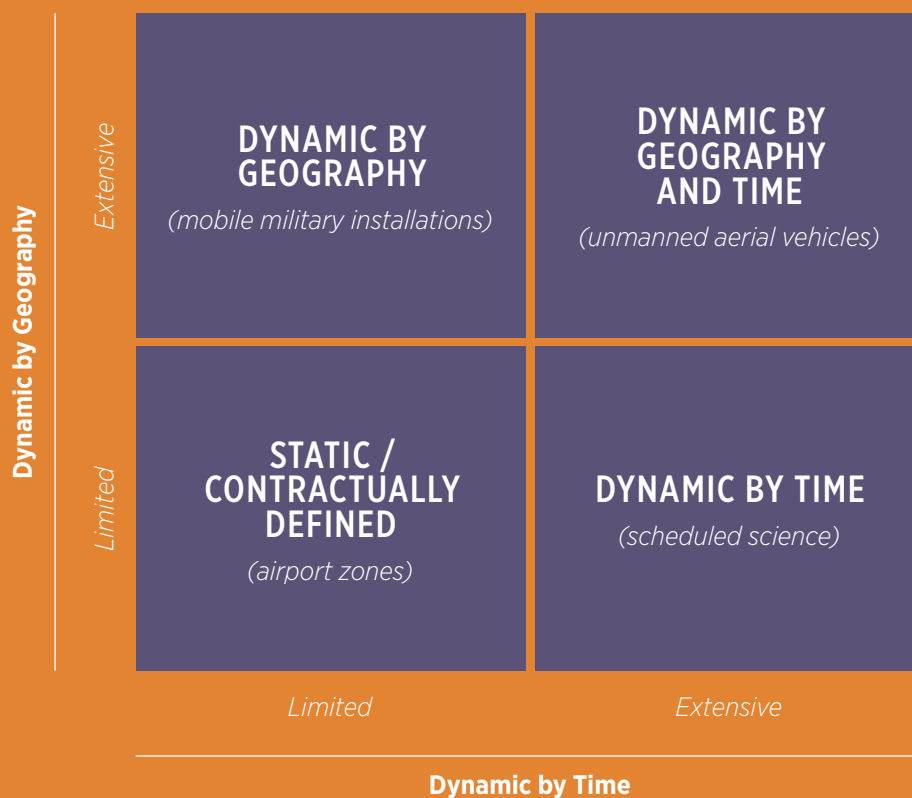 Dynamic by Geography
Extensive
DYNAMIC BY
GEOGRAPHY
(mobile military installations)
DYNAMIC BY
GEOGRAPHY
AND TIME
(unmanned aerial vehicles)
Limited
STATIC /
CONTRACTUALLY
DEFINED
(airport zones)
DYNAMIC BY TIME
(scheduled science)
Limited
Extensive
Dynamic by Time